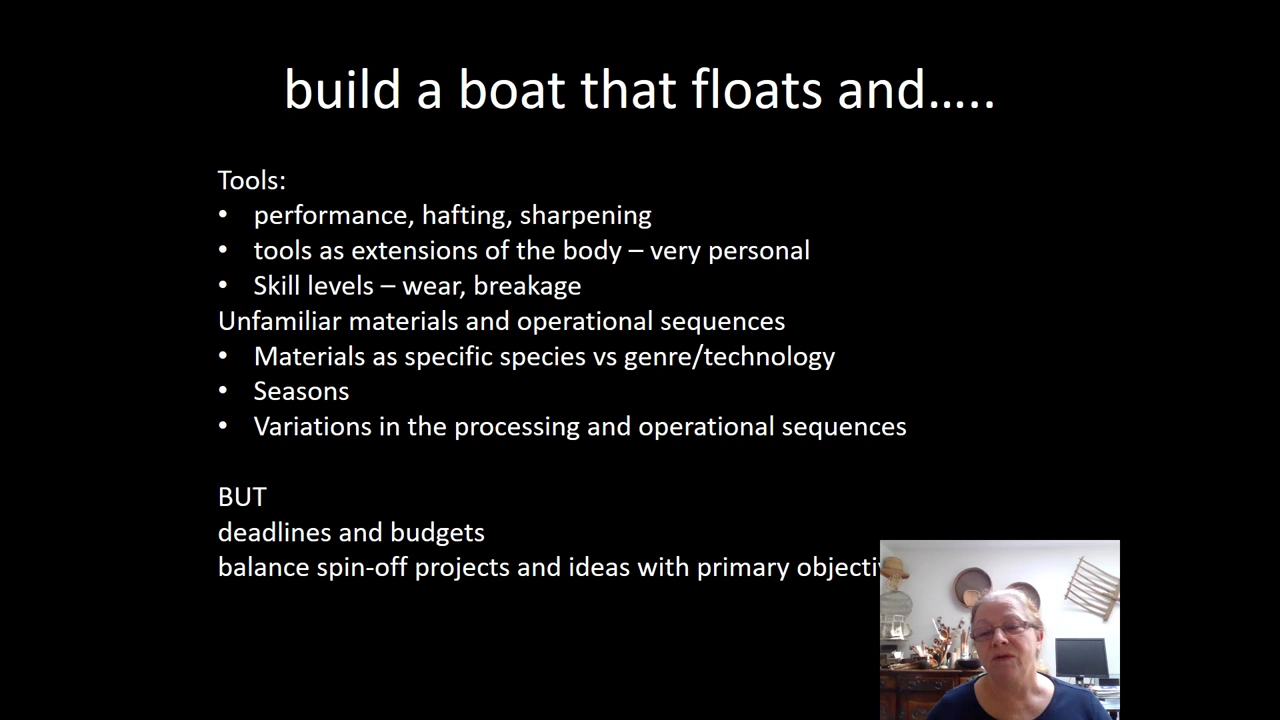 build a boat that floats and…..
Tools:
• performance, hafting, sharpening
• tools as extensions of the body – very personal
• Skill levels – wear, breakage
Unfamiliar materials and operational sequences
• Materials as specific species vs genre/technology
• Seasons
• Variations in the processing and operational sequences
BUT
deadlines and budgets
balance spin-off projects and ideas with primary